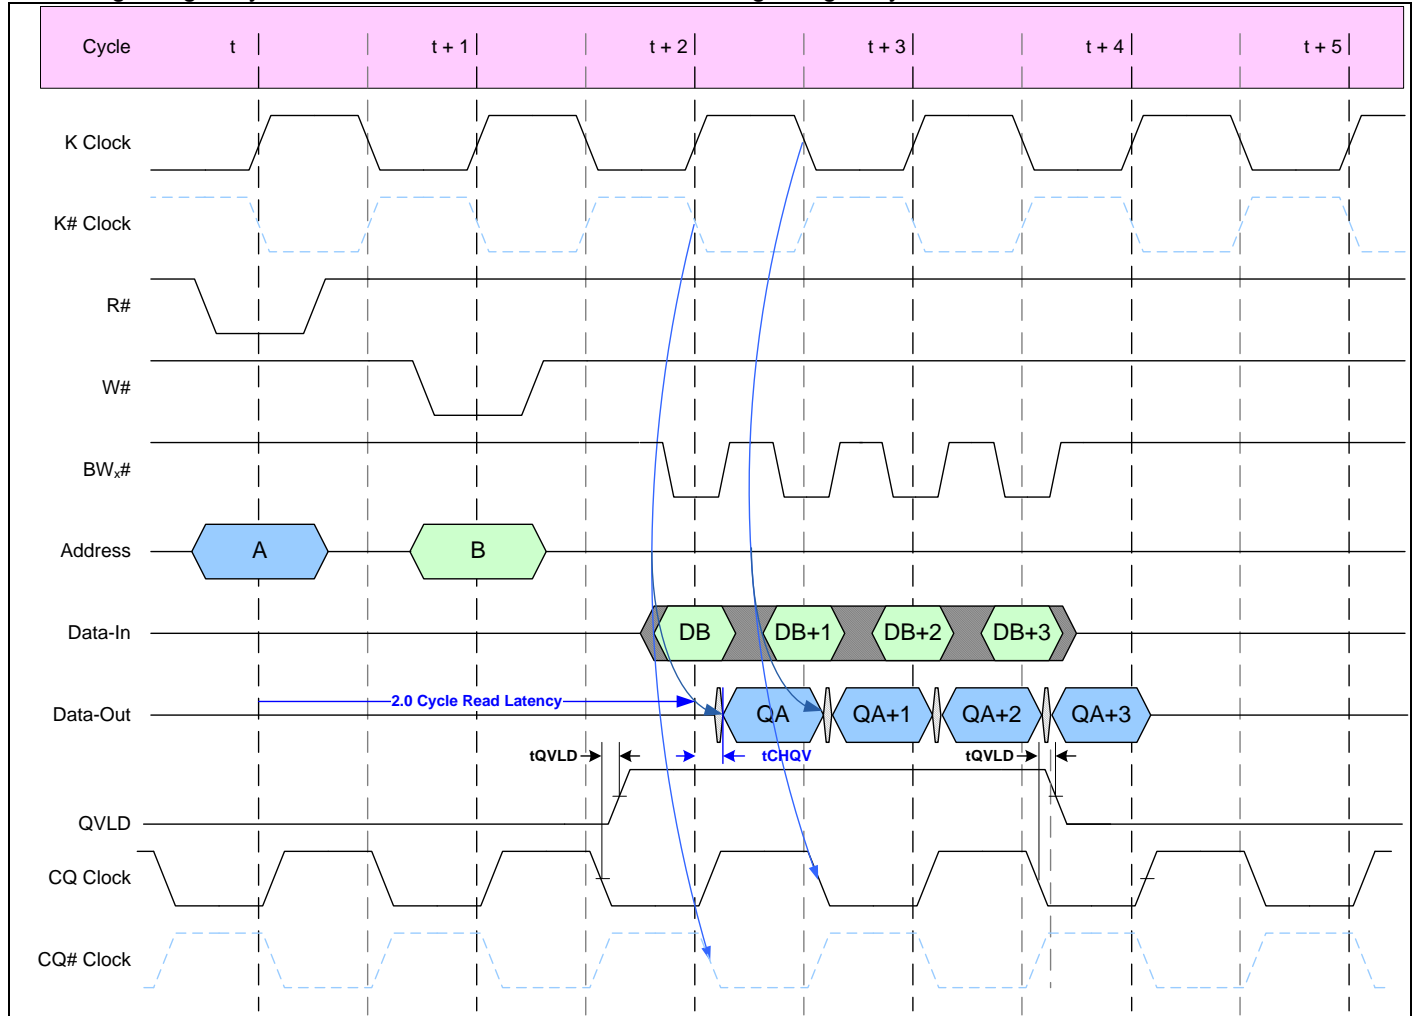 Cycle t t + 1 t + 2 t + 3 t + 4 t + 5
K Clock
K# Clock
R#
W#
BWx#
Address A B
Data-In DB DB+1 DB+2 DB+3
Data-Out 2.0 Cycle Read Latency QA QA+1 QA+2 QA+3
tQVLD tCHQV tQVLD
QVLD
CQ Clock
CQ# Clock